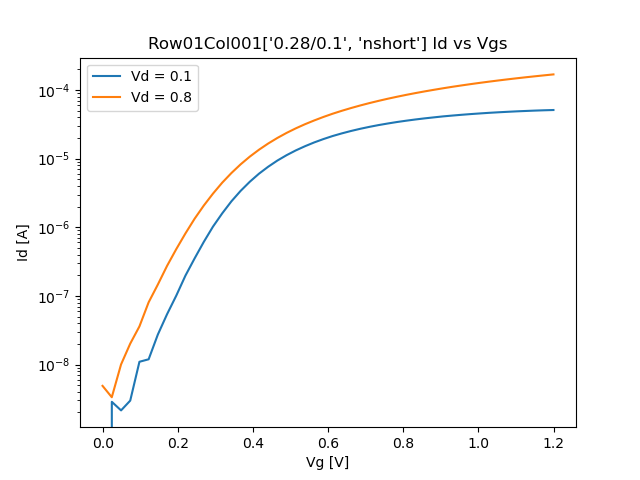 Row01Col001['0.28/0.1', 'nshort'] Id vs Vgs
Vd = 0.1
Vd = 0.8
Id [A]
10⁻⁴
10⁻⁵
10⁻⁶
10⁻⁷
10⁻⁸
0.0 0.2 0.4 0.6 0.8 1.0 1.2
Vg [V]